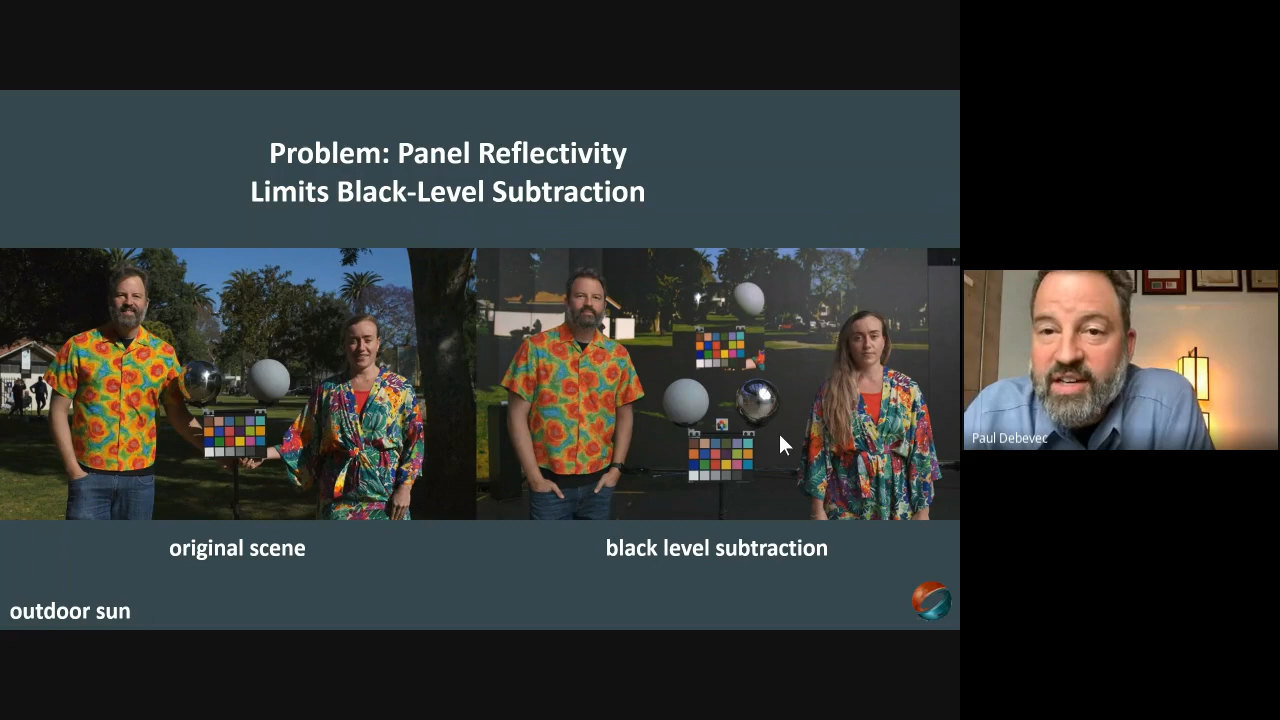 Problem: Panel Reflectivity
Limits Black-Level Subtraction
original scene
black level subtraction
outdoor sun
Paul Debevec